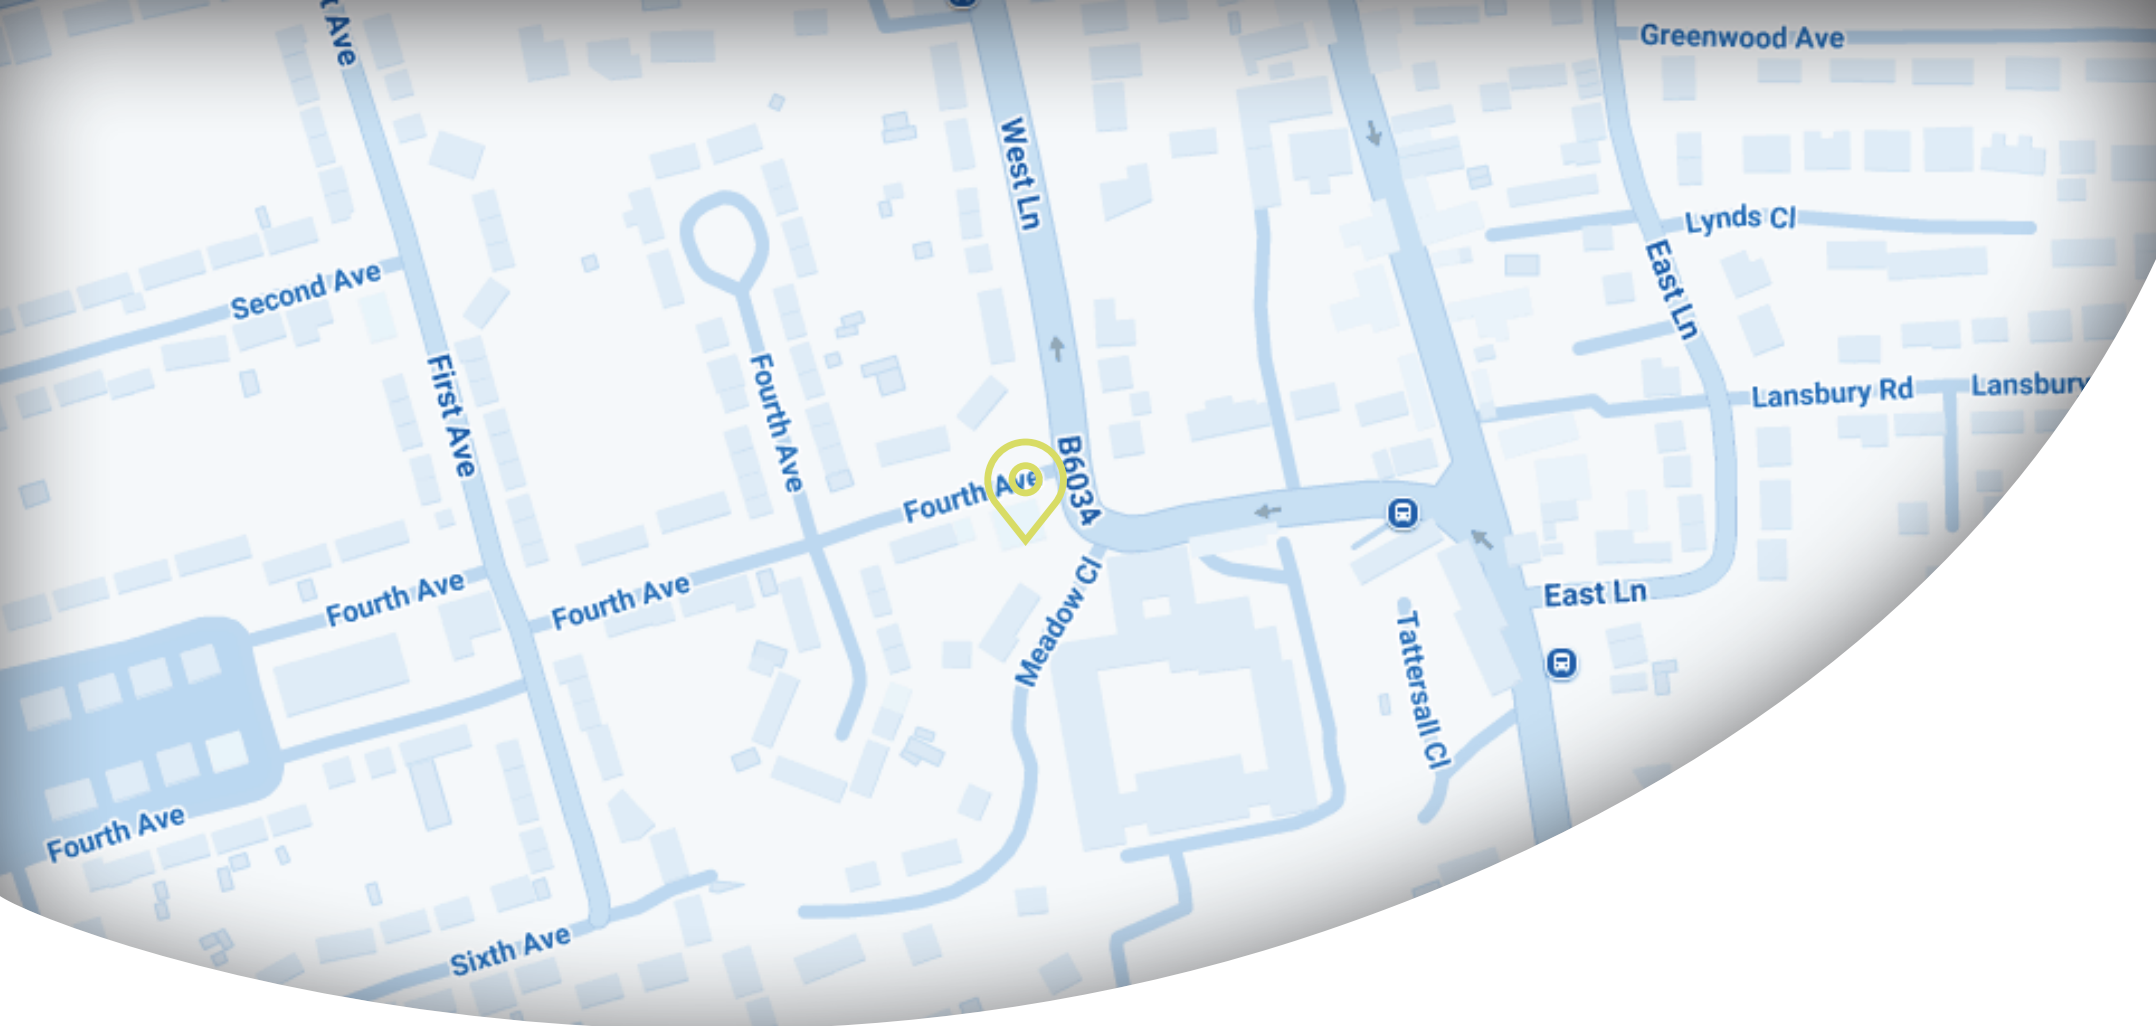 t Ave
Greenwood Ave
West Ln
Lynds Cl
Second Ave
East Ln
First Ave
Fourth Ave
Lansbury Rd
Lansbury
B6034
Fourth Ave
Fourth Ave
Fourth Ave
Meadow Cl
East Ln
Tattersall Cl
Fourth Ave
Sixth Ave